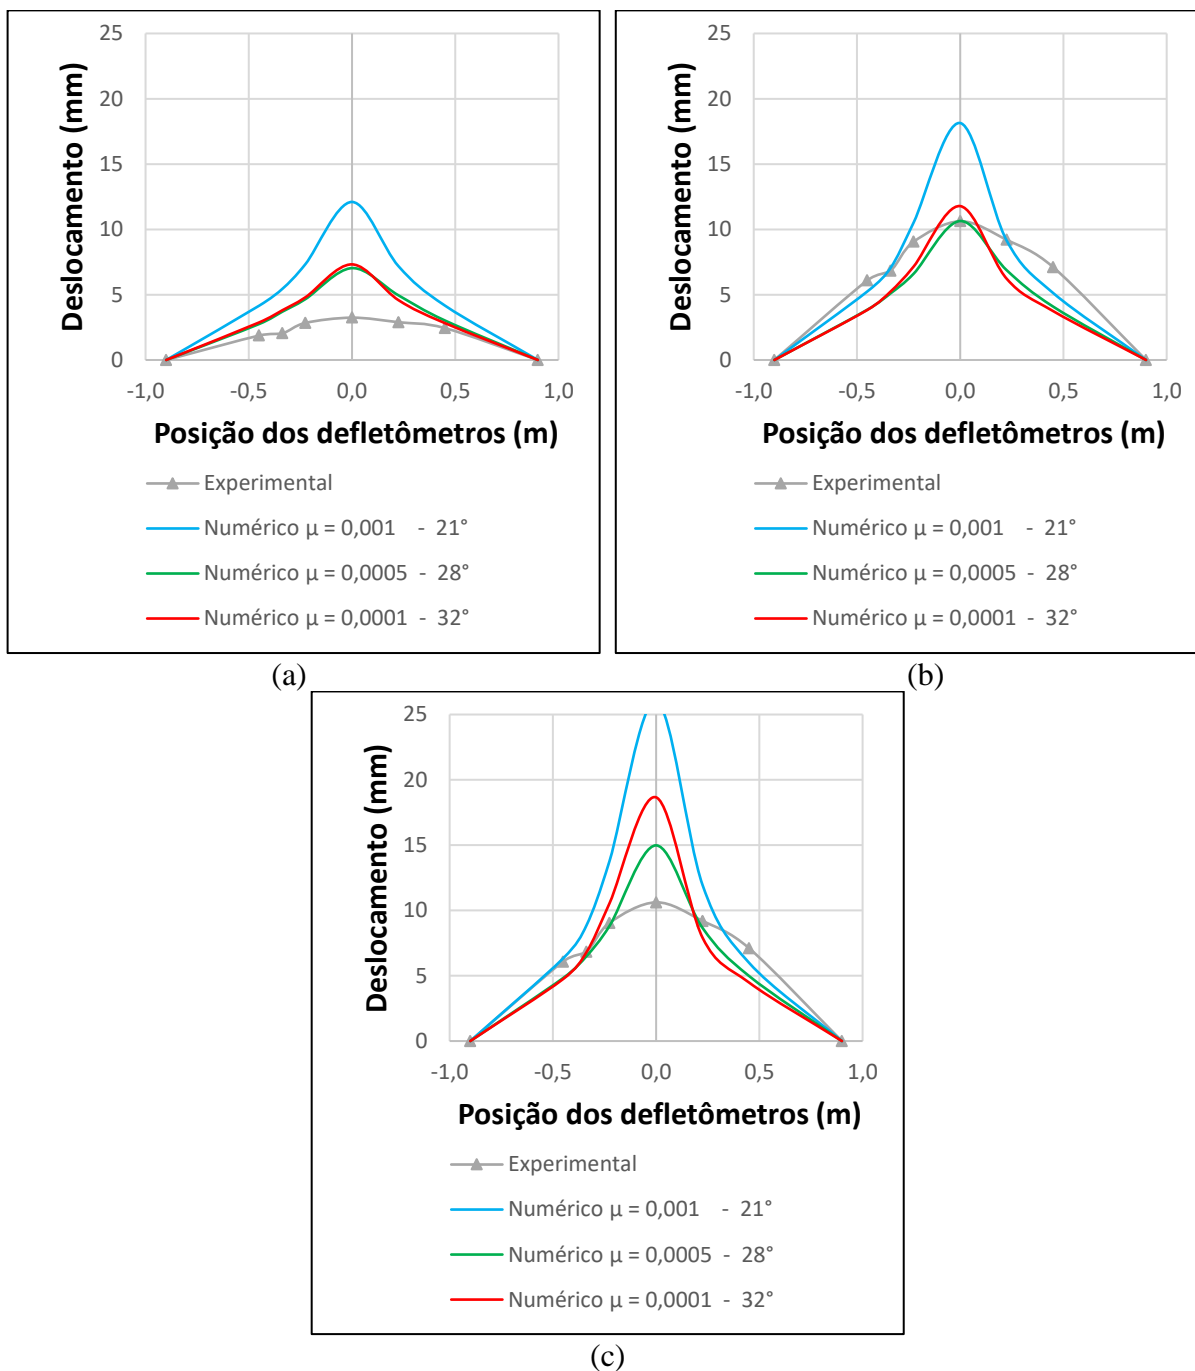 25
20
15
10
5
0
Deslocamento (mm)
-1,0 -0,5 0,0 0,5 1,0
Posição dos defletômetros (m)
Experimental
Numérico µ = 0,001 - 21°
Numérico µ = 0,0005 - 28°
Numérico µ = 0,0001 - 32°
(a)
25
20
15
10
5
0
Deslocamento (mm)
-1,0 -0,5 0,0 0,5 1,0
Posição dos defletômetros (m)
Experimental
Numérico µ = 0,001 - 21°
Numérico µ = 0,0005 - 28°
Numérico µ = 0,0001 - 32°
(b)
25
20
15
10
5
0
Deslocamento (mm)
-1,0 -0,5 0,0 0,5 1,0
Posição dos defletômetros (m)
Experimental
Numérico µ = 0,001 - 21°
Numérico µ = 0,0005 - 28°
Numérico µ = 0,0001 - 32°
(c)